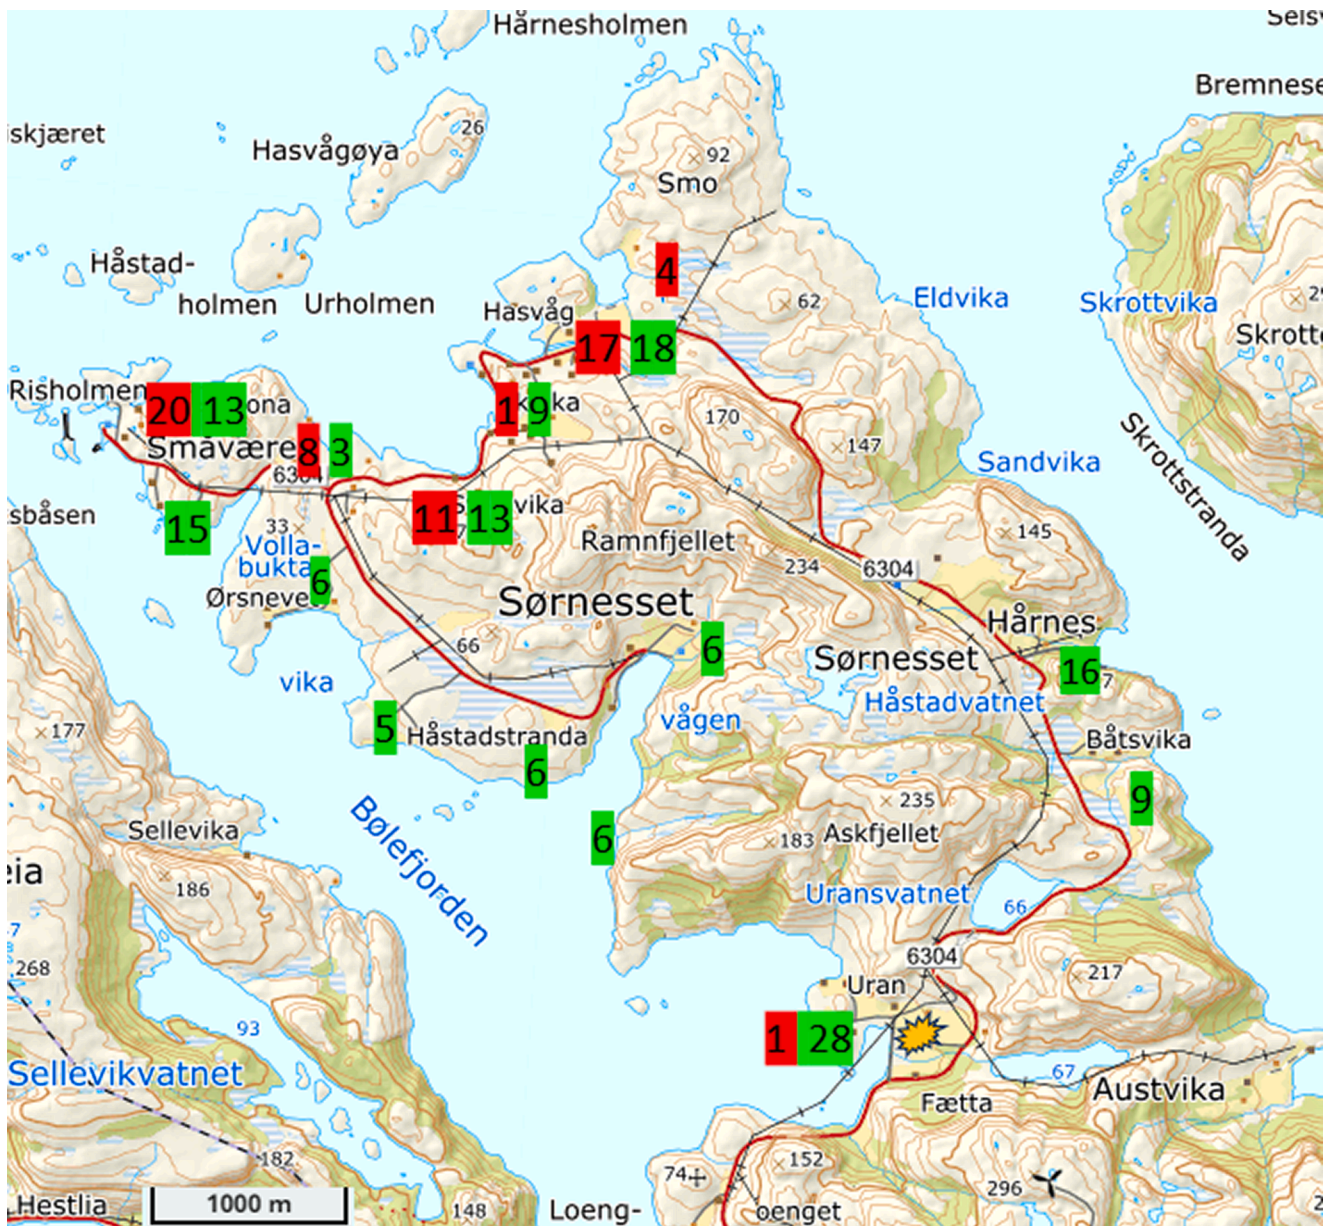 Hårnesholmen
Bremnese
iskjæret
26
Hasvågøya
92
Smo
Håstad-
holmen
Urholmen
4
62
Eldvika
Skrottvika
Hasvåg
17
18
Skrotte
Risholmen
20
13
ona
1
9
170
147
Småvære
8
3
Sandvika
Skrottstranda
sbåsen
15
33
11
13
vika
Ramnfjellet
145
234
6304
Volla-
bukta
6
Ørsneve
Sørnesset
Hårnes
66
6
Sørnesset
16
7
vika
Håstadvatnet
5
Håstadstranda
vågen
177
Båtsvika
6
9
235
Sellevika
Bølefjorden
6
183
Askfjellet
eia
186
Uransvatnet
66
268
6304
217
Uran
93
1
28
Sellevikvatnet
67
Austvika
Fætta
182
74
152
296
Hestlia
1000 m
148
Loeng-
oenget